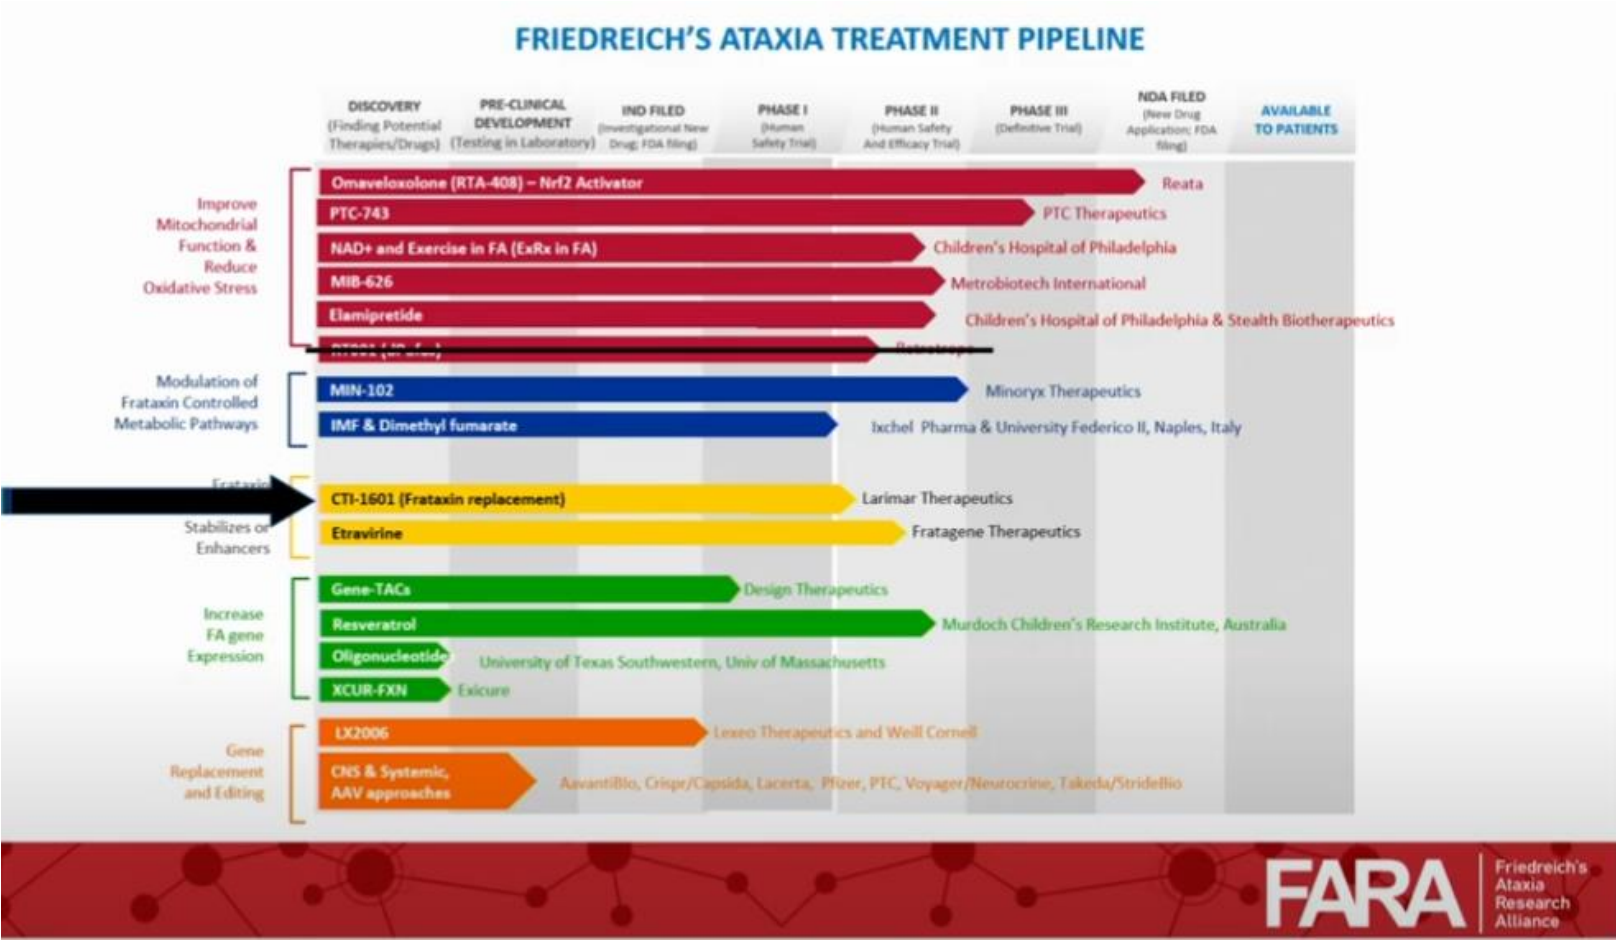 FRIEDREICH'S ATAXIA TREATMENT PIPELINE
DISCOVERY
(Finding Potential
Therapies/Drugs)
PRE-CLINICAL
DEVELOPMENT
(Testing in Laboratory)
IND FILED
(Investigational New
Drug; FDA filing)
PHASE I
(Human
Safety Trial)
PHASE II
(Human Safety
And Efficacy Trial)
PHASE III
(Definitive Trial)
NDA FILED
(New Drug
Application; FDA
filing)
AVAILABLE
TO PATIENTS
Improve
Mitochondrial
Function &
Reduce
Oxidative Stress
Omaveloxolone (RTA-408) – Nrf2 Activator
Reata
PTC-743
PTC Therapeutics
NAD+ and Exercise in FA (ExRx in FA)
Children's Hospital of Philadelphia
MIB-626
Metrobiotech International
Elamipretide
Children's Hospital of Philadelphia & Stealth Biotherapeutics
Modulation of
Frataxin Controlled
Metabolic Pathways
MIN-102
Minoryx Therapeutics
IMF & Dimethyl fumarate
Ixchel Pharma & University Federico II, Naples, Italy
Frataxin
Stabilizes or
Enhancers
CTI-1601 (Frataxin replacement)
Larimar Therapeutics
Etravirine
Fratagene Therapeutics
Increase
FA gene
Expression
Gene-TACs
Design Therapeutics
Resveratrol
Murdoch Children's Research Institute, Australia
Oligonucleotide
University of Texas Southwestern, Univ of Massachusetts
XCUR-FXN
Exicure
Gene
Replacement
and Editing
LX2006
Lexeo Therapeutics and Weill Cornell
CNS & Systemic,
AAV approaches
AavantiBio, Crispr/Capsida, Lacerta, Pfizer, PTC, Voyager/Neurocrine, Takeda/StrideBio
FARA
Friedreich's
Ataxia
Research
Alliance